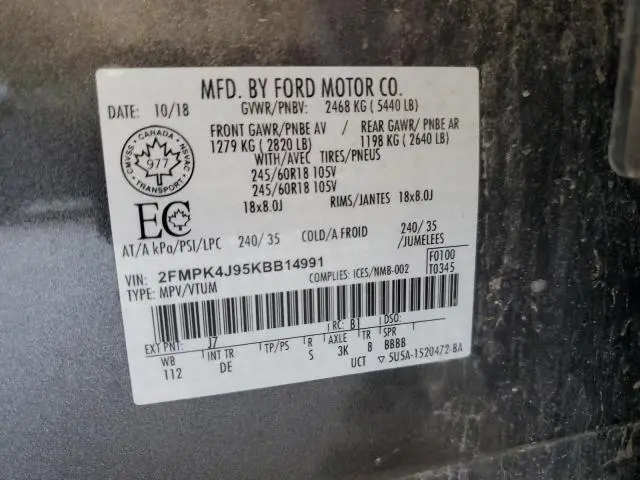 MFD. BY FORD MOTOR CO.
DATE: 10/18 GVWR/PNBV: 2468 KG ( 5440 LB)
FRONT GAWR/PNBE AV / REAR GAWR/ PNBE AR
1279 KG ( 2820 LB) 1198 KG ( 2640 LB)
WITH/AVEC TIRES/PNEUS
245/60R18 105V
245/60R18 105V
18x8.0J RIMS/JANTES 18x8.0J
CANADA
CMVSS NSVAC
977
TRANSPORT
EC
AT/A kPa/PSI/LPC 240/ 35 COLD/A FROID 240/ 35
/JUMELEES
VIN: 2FMPK4J95KBB14991 F0100
TYPE: MPV/VTUM COMPLIES: ICES/NMB-002 T0345
EXT PNT: J7 RC: B DSO:
WB INT TR TP/PS R AXLE TR SPR
112 DE S 3K 8 BBBB
UCT 5U5A-1520472-BA